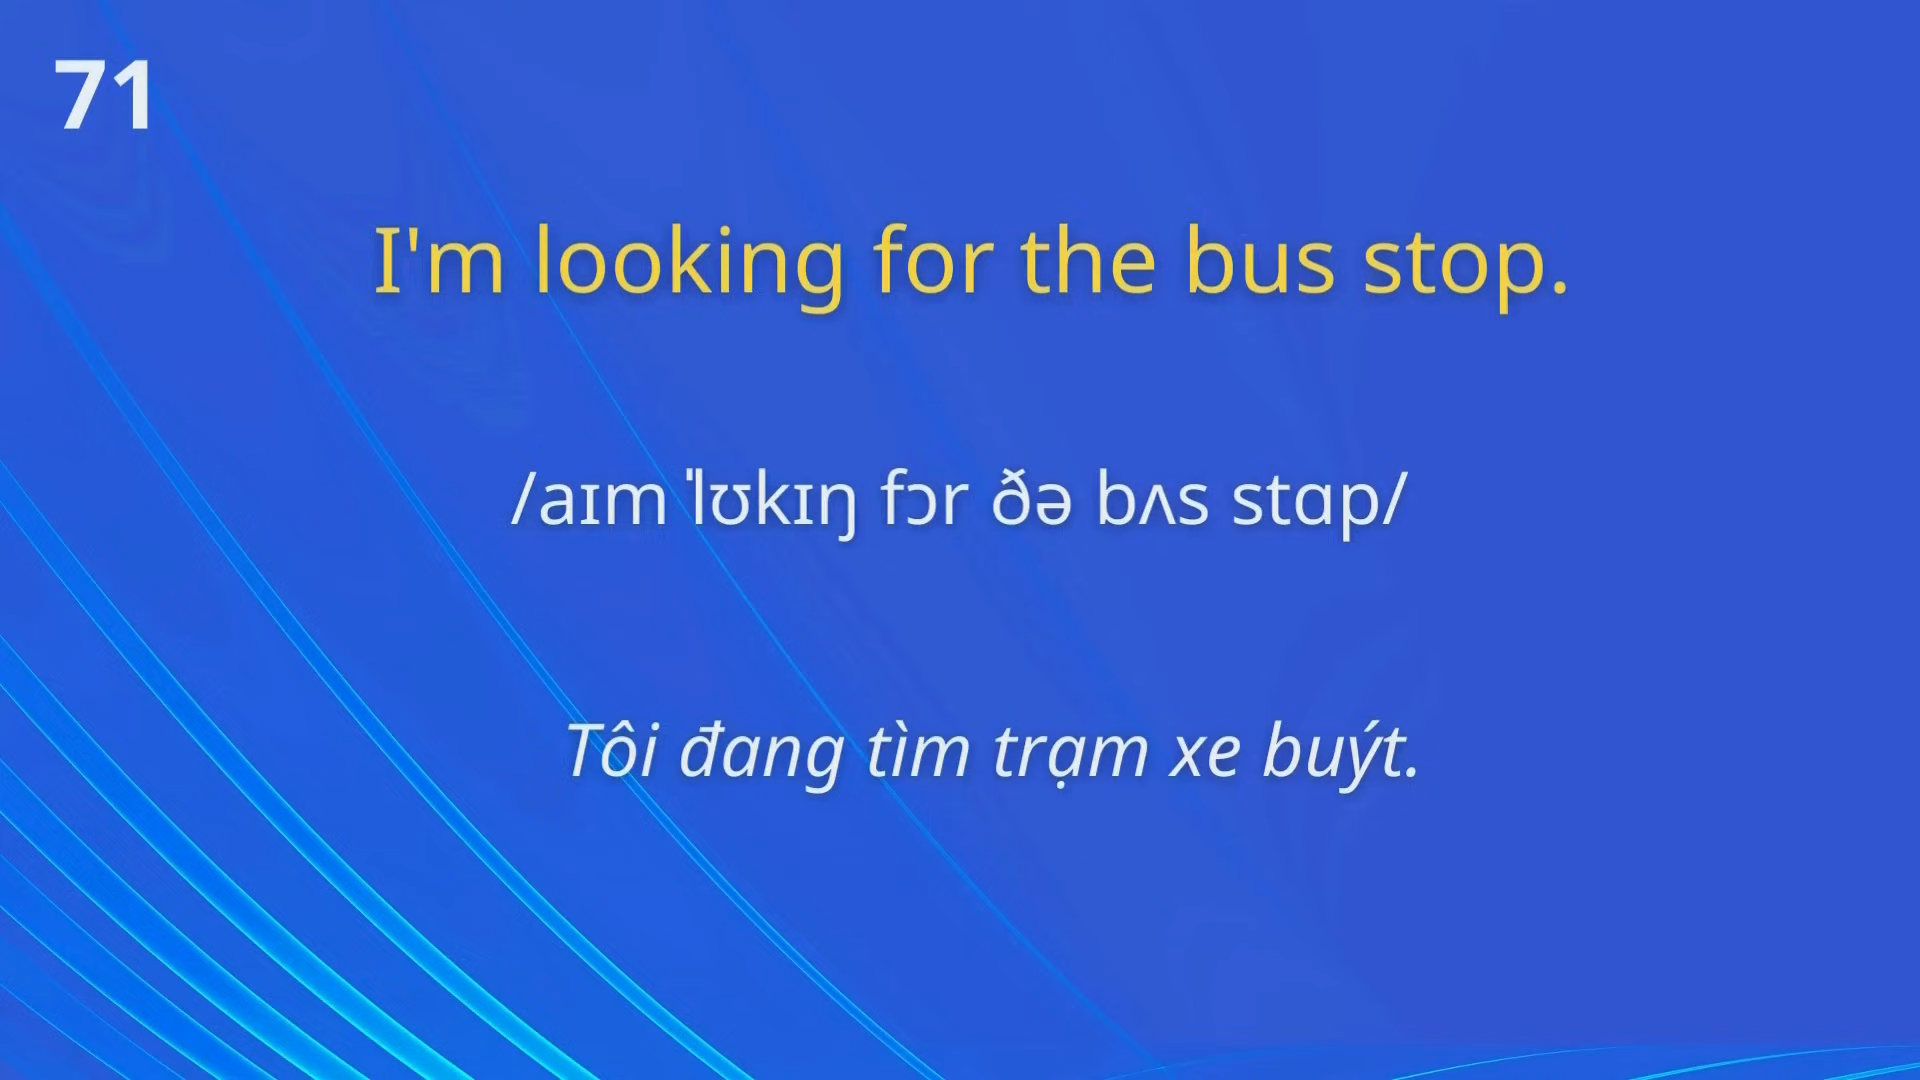 71
I'm looking for the bus stop.
/aɪm ˈlʊkɪŋ fɔr ðə bʌs stɑp/
Tôi đang tìm trạm xe buýt.